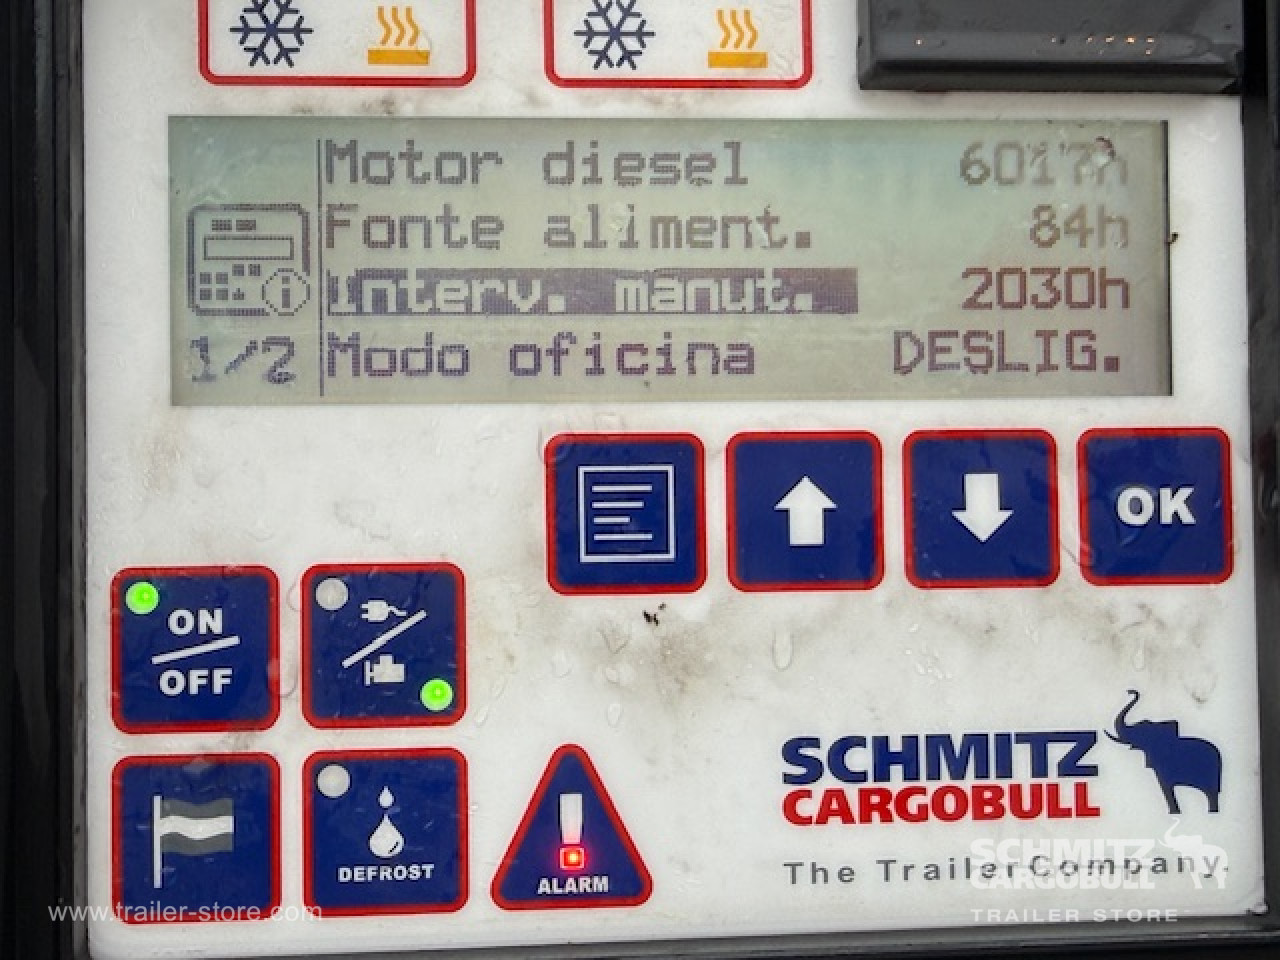 Motor diesel 6017h
Fonte aliment. 84h
Interv. manut. 2030h
1/2 Modo oficina DESLIG.
OK
ON
OFF
DEFROST
ALARM
SCHMITZ
CARGOBULL
The Trailer Company.
SCHMITZ
CARGOBULL
TRAILER STORE
www.trailer-store.com